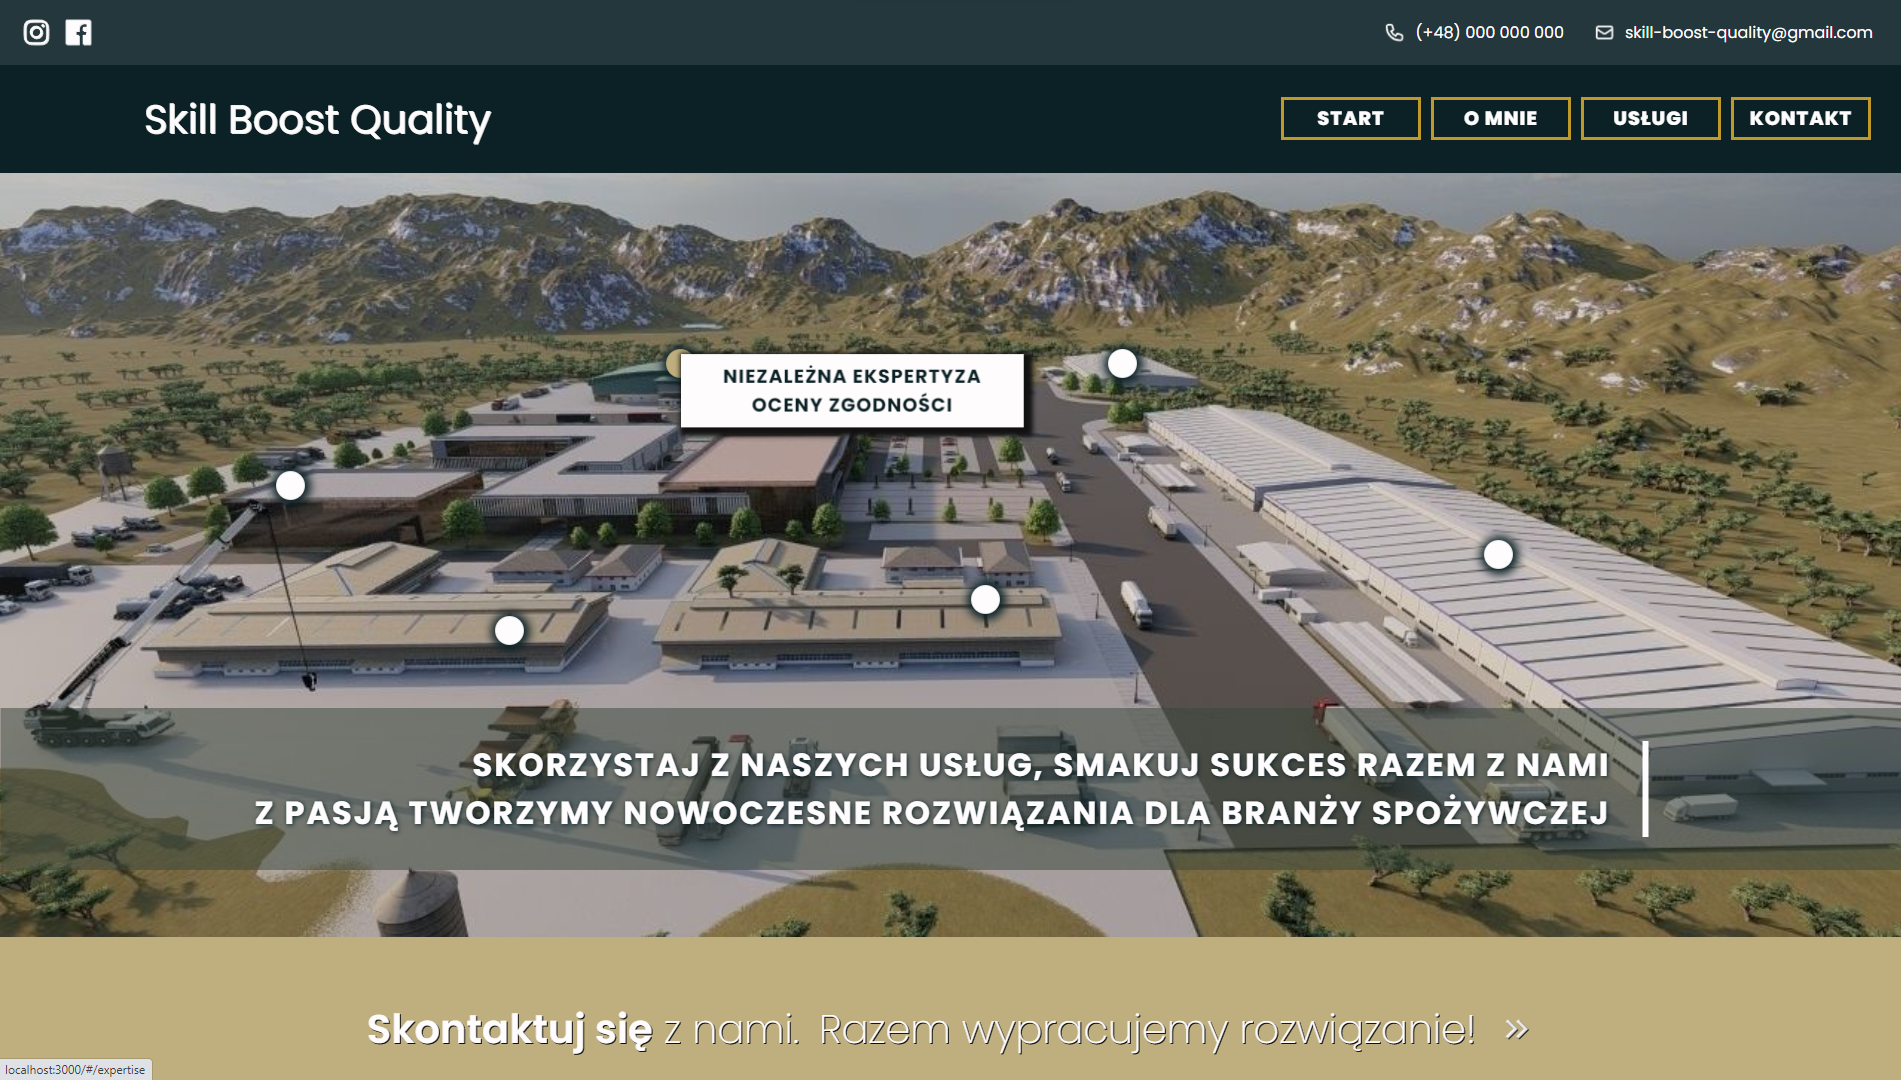 (+48) 000 000 000
skill-boost-quality@gmail.com
Skill Boost Quality
START
O MNIE
USŁUGI
KONTAKT
NIEZALEŻNA EKSPERTYZA
OCENY ZGODNOŚCI
SKORZYSTAJ Z NASZYCH USŁUG, SMAKUJ SUKCES RAZEM Z NAMI
Z PASJĄ TWORZYMY NOWOCZESNE ROZWIĄZANIA DLA BRANŻY SPOŻYWCZEJ
Skontaktuj się z nami. Razem wypracujemy rozwiązanie! »
localhost:3000/#/expertise